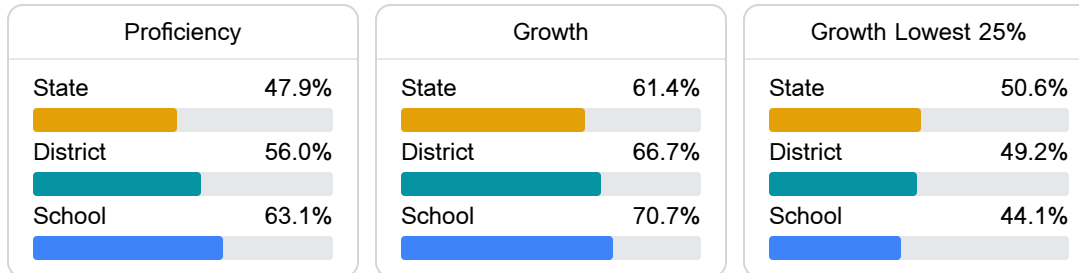 Proficiency
State 47.9%
District 56.0%
School 63.1%
Growth
State 61.4%
District 66.7%
School 70.7%
Growth Lowest 25%
State 50.6%
District 49.2%
School 44.1%